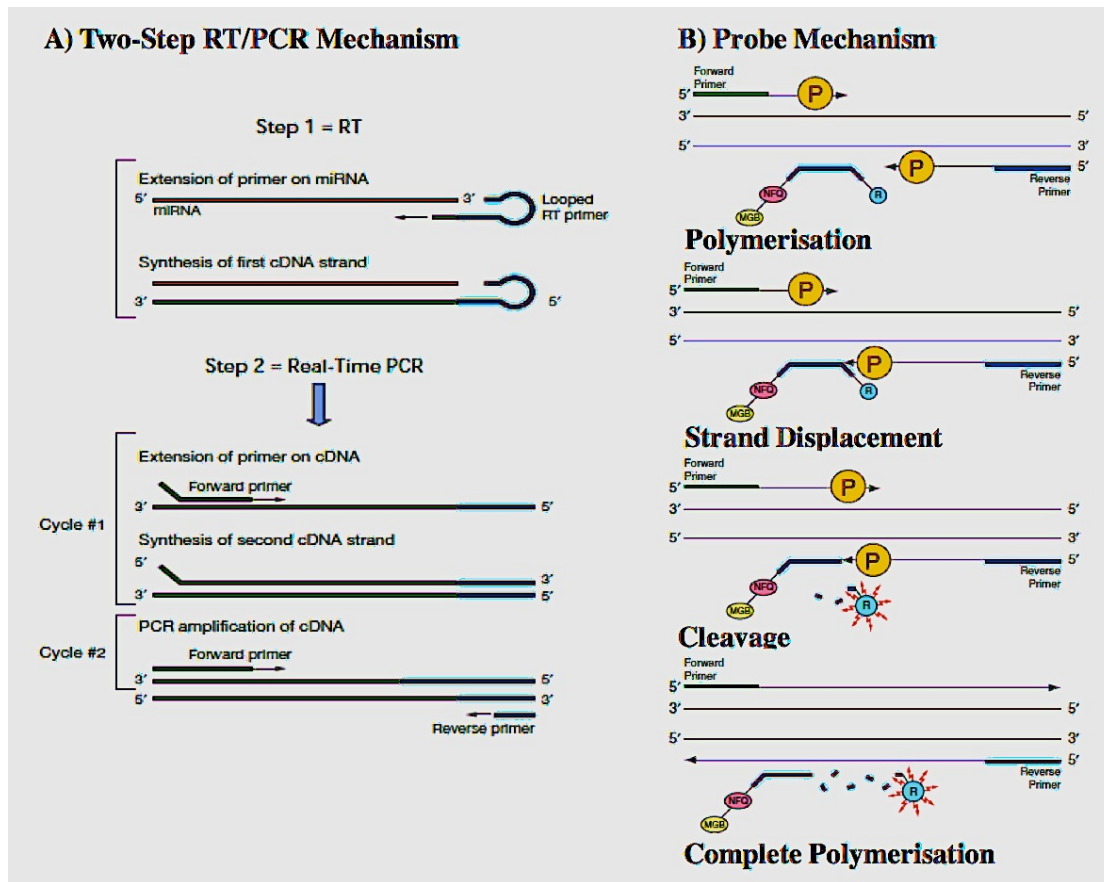 A) Two-Step RT/PCR Mechanism
Step 1 = RT
Extension of primer on miRNA
5′
3′
Looped
RT primer
miRNA
Synthesis of first cDNA strand
3′
5′
Step 2 = Real-Time PCR
Cycle #1
Extension of primer on cDNA
Forward primer
3′
5′
Synthesis of second cDNA strand
5′
3′
3′
5′
Cycle #2
PCR amplification of cDNA
Forward primer
3′
5′
5′
3′
Reverse primer
B) Probe Mechanism
Forward
Primer
5′
P
3′
5′
5′
3′
P
5′
NFQ
R
Reverse
Primer
MGB
Polymerisation
Forward
Primer
5′
P
3′
5′
5′
3′
P
5′
NFQ
R
Reverse
Primer
MGB
Strand Displacement
Forward
Primer
5′
P
3′
5′
5′
3′
P
5′
NFQ
Reverse
Primer
MGB
R
Cleavage
Forward
Primer
5′
3′
5′
5′
3′
5′
Reverse
Primer
NFQ
R
MGB
Complete Polymerisation